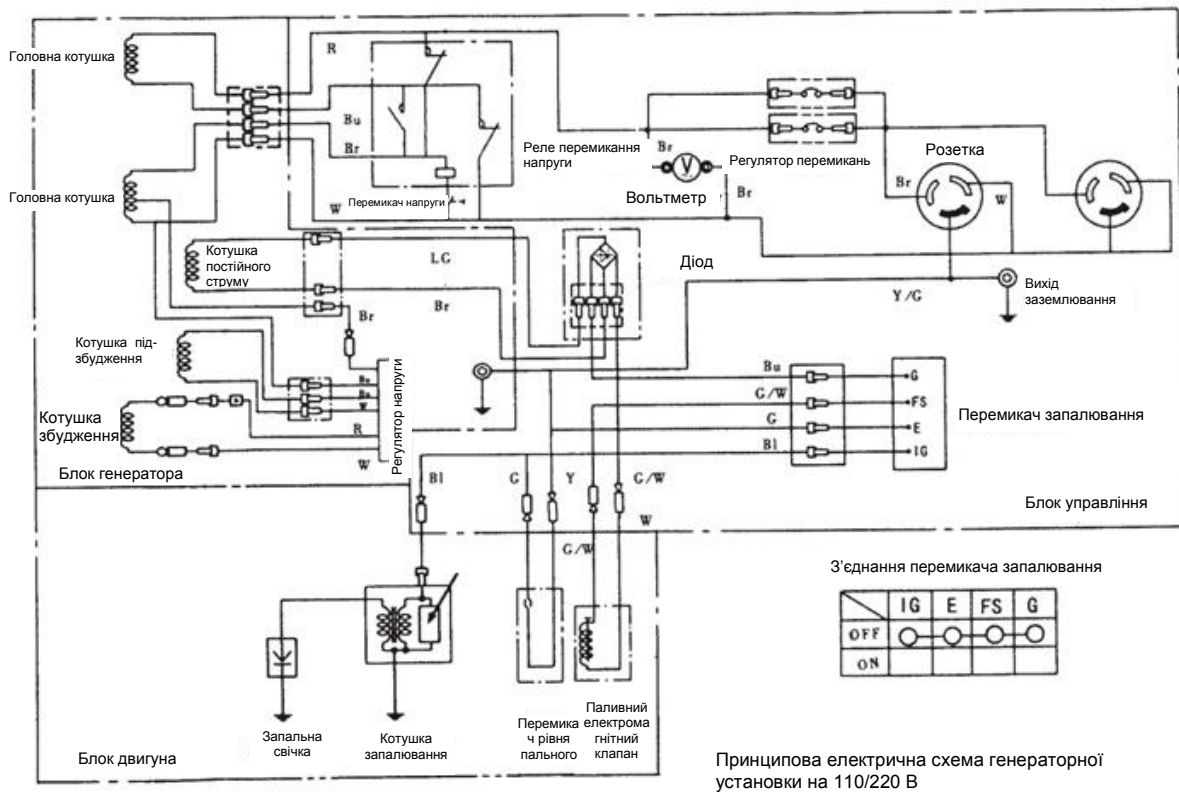 Головна котушка
R
Bu
Br
Реле перемикання
напруги
Br
Вольтметр
Br
Регулятор перемикань
Розетка
Br
W
Головна котушка
Перемикач напруги
W
Котушка
постійного
струму
LG
Br
Діод
Y/G
Вихід
заземлювання
Br
Котушка під-
збудження
Bu
W
Котушка
збудження
R
W
Регулятор напруги
Bu
G/W
G
Bl
G
FS
E
IG
Перемикач запалювання
Блок генератора
Bl
G
Y
G/W
W
G/W
Блок управління
З’єднання перемикача запалювання
IG E FS G
OFF
ON
Запальна
свічка
Котушка
запалювання
Перемика
ч рівня
пального
Паливний
електрома
гнітний
клапан
Блок двигуна
Принципова електрична схема генераторної
установки на 110/220 В